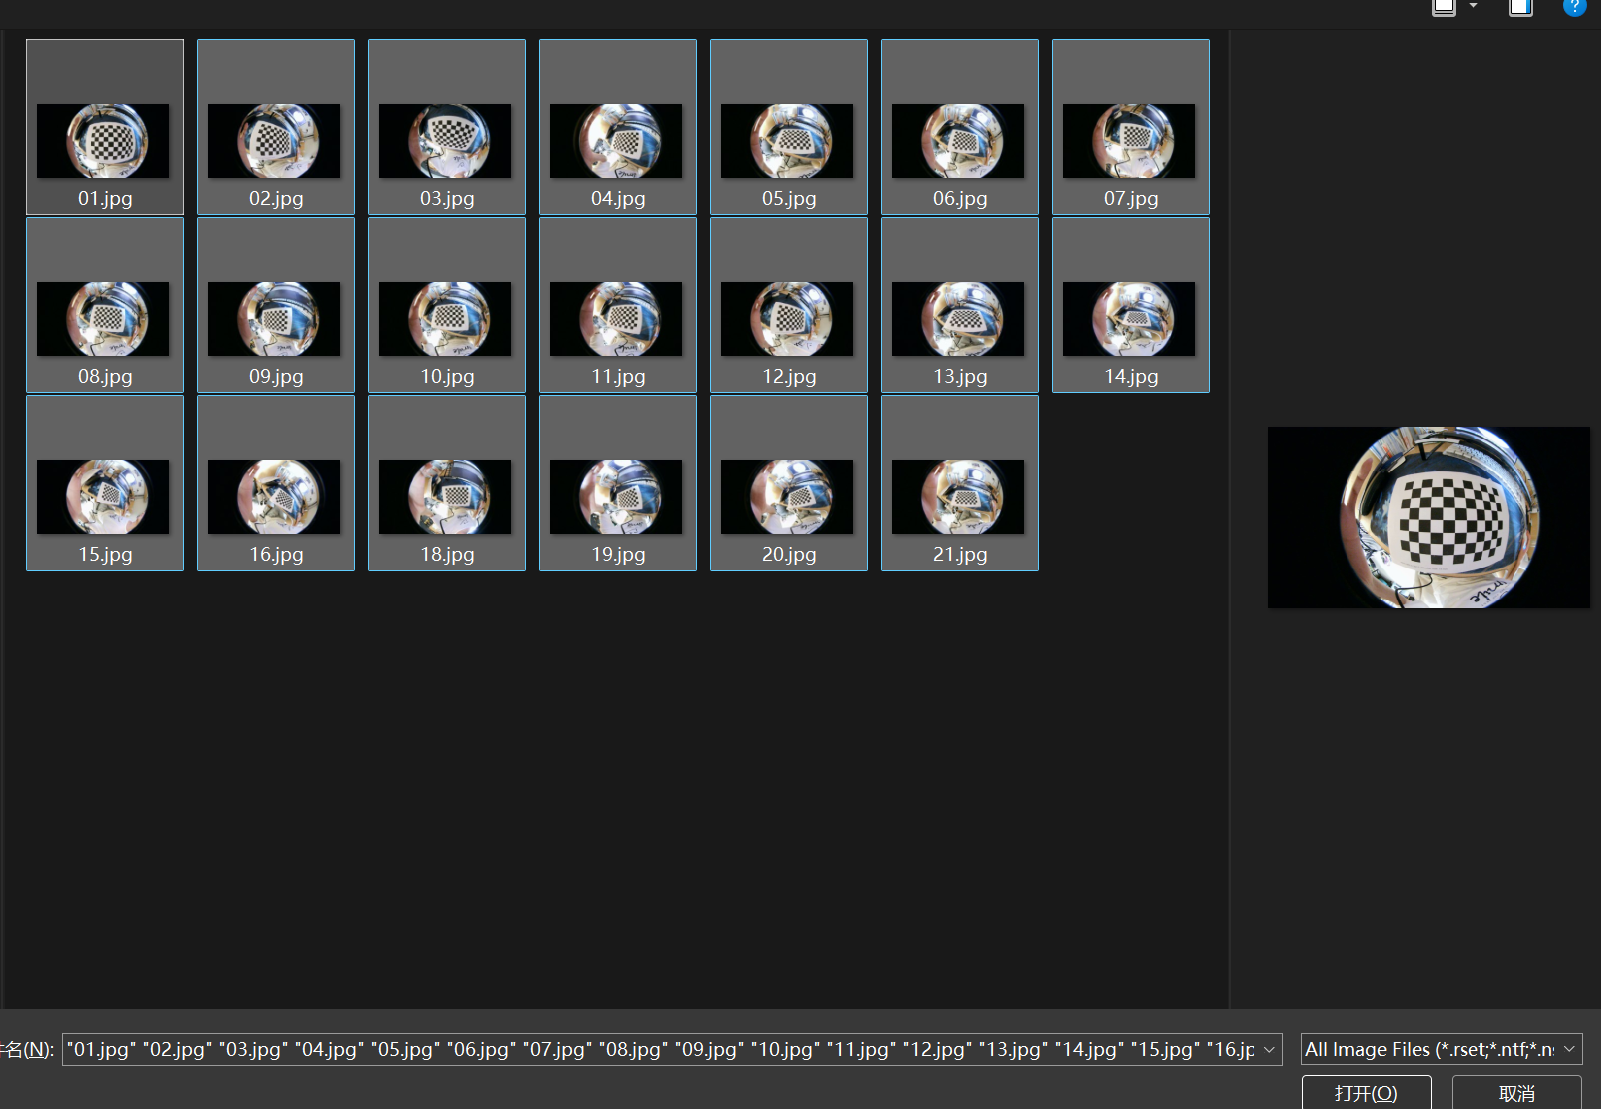 ?
01.jpg 02.jpg 03.jpg 04.jpg 05.jpg 06.jpg 07.jpg
08.jpg 09.jpg 10.jpg 11.jpg 12.jpg 13.jpg 14.jpg
15.jpg 16.jpg 18.jpg 19.jpg 20.jpg 21.jpg
名(N): "01.jpg" "02.jpg" "03.jpg" "04.jpg" "05.jpg" "06.jpg" "07.jpg" "08.jpg" "09.jpg" "10.jpg" "11.jpg" "12.jpg" "13.jpg" "14.jpg" "15.jpg" "16.jp All Image Files (*.rset;*.ntf;*.n
打开(O) 取消